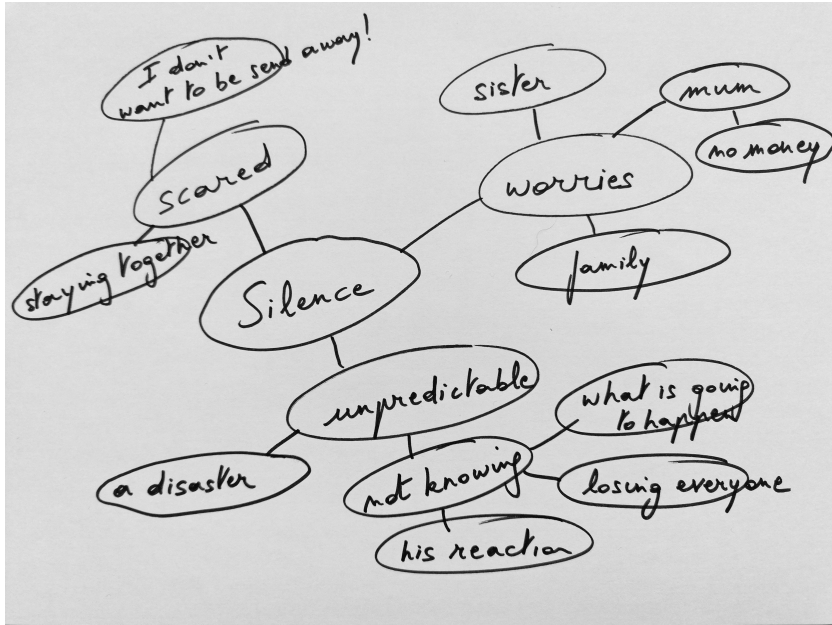 I don't
want to be send away!
scared
staying together
Silence
sister
mum
no money
worries
family
unpredictable
a disaster
not knowing
what is going
to happen
losing everyone
his reaction